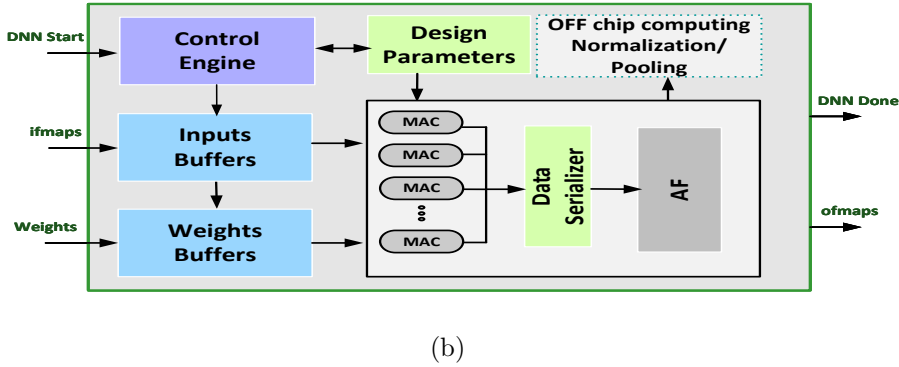 DNN Start
Control
Engine
Design
Parameters
OFF chip computing
Normalization/
Pooling
DNN Done
ifmaps
Inputs
Buffers
MAC
MAC
MAC
MAC
Data
Serializer
AF
Weights
Weights
Buffers
ofmaps
(b)